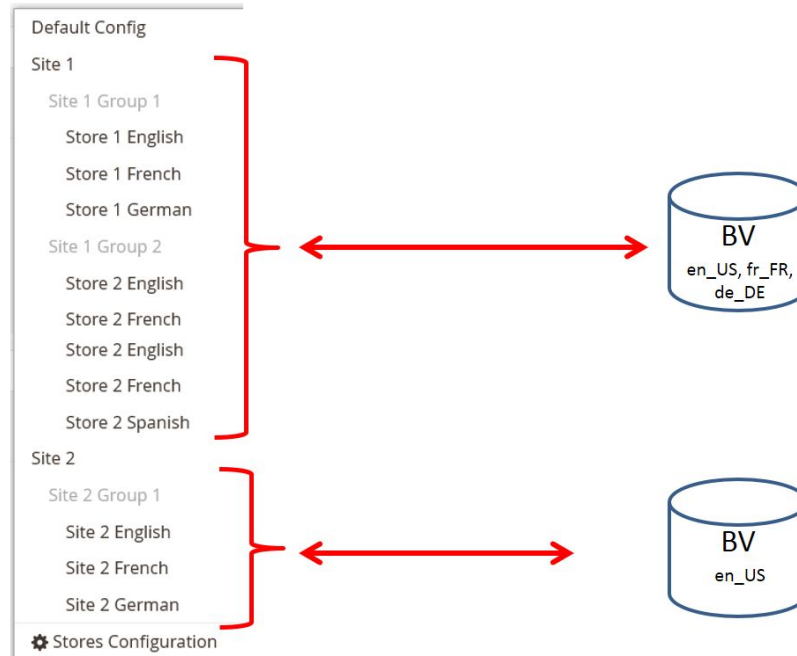 Default Config
Site 1
Site 1 Group 1
Store 1 English
Store 1 French
Store 1 German
Site 1 Group 2
Store 2 English
Store 2 French
Store 2 English
Store 2 French
Store 2 Spanish
Site 2
Site 2 Group 1
Site 2 English
Site 2 French
Site 2 German
Stores Configuration
BV
en_US, fr_FR,
de_DE
BV
en_US